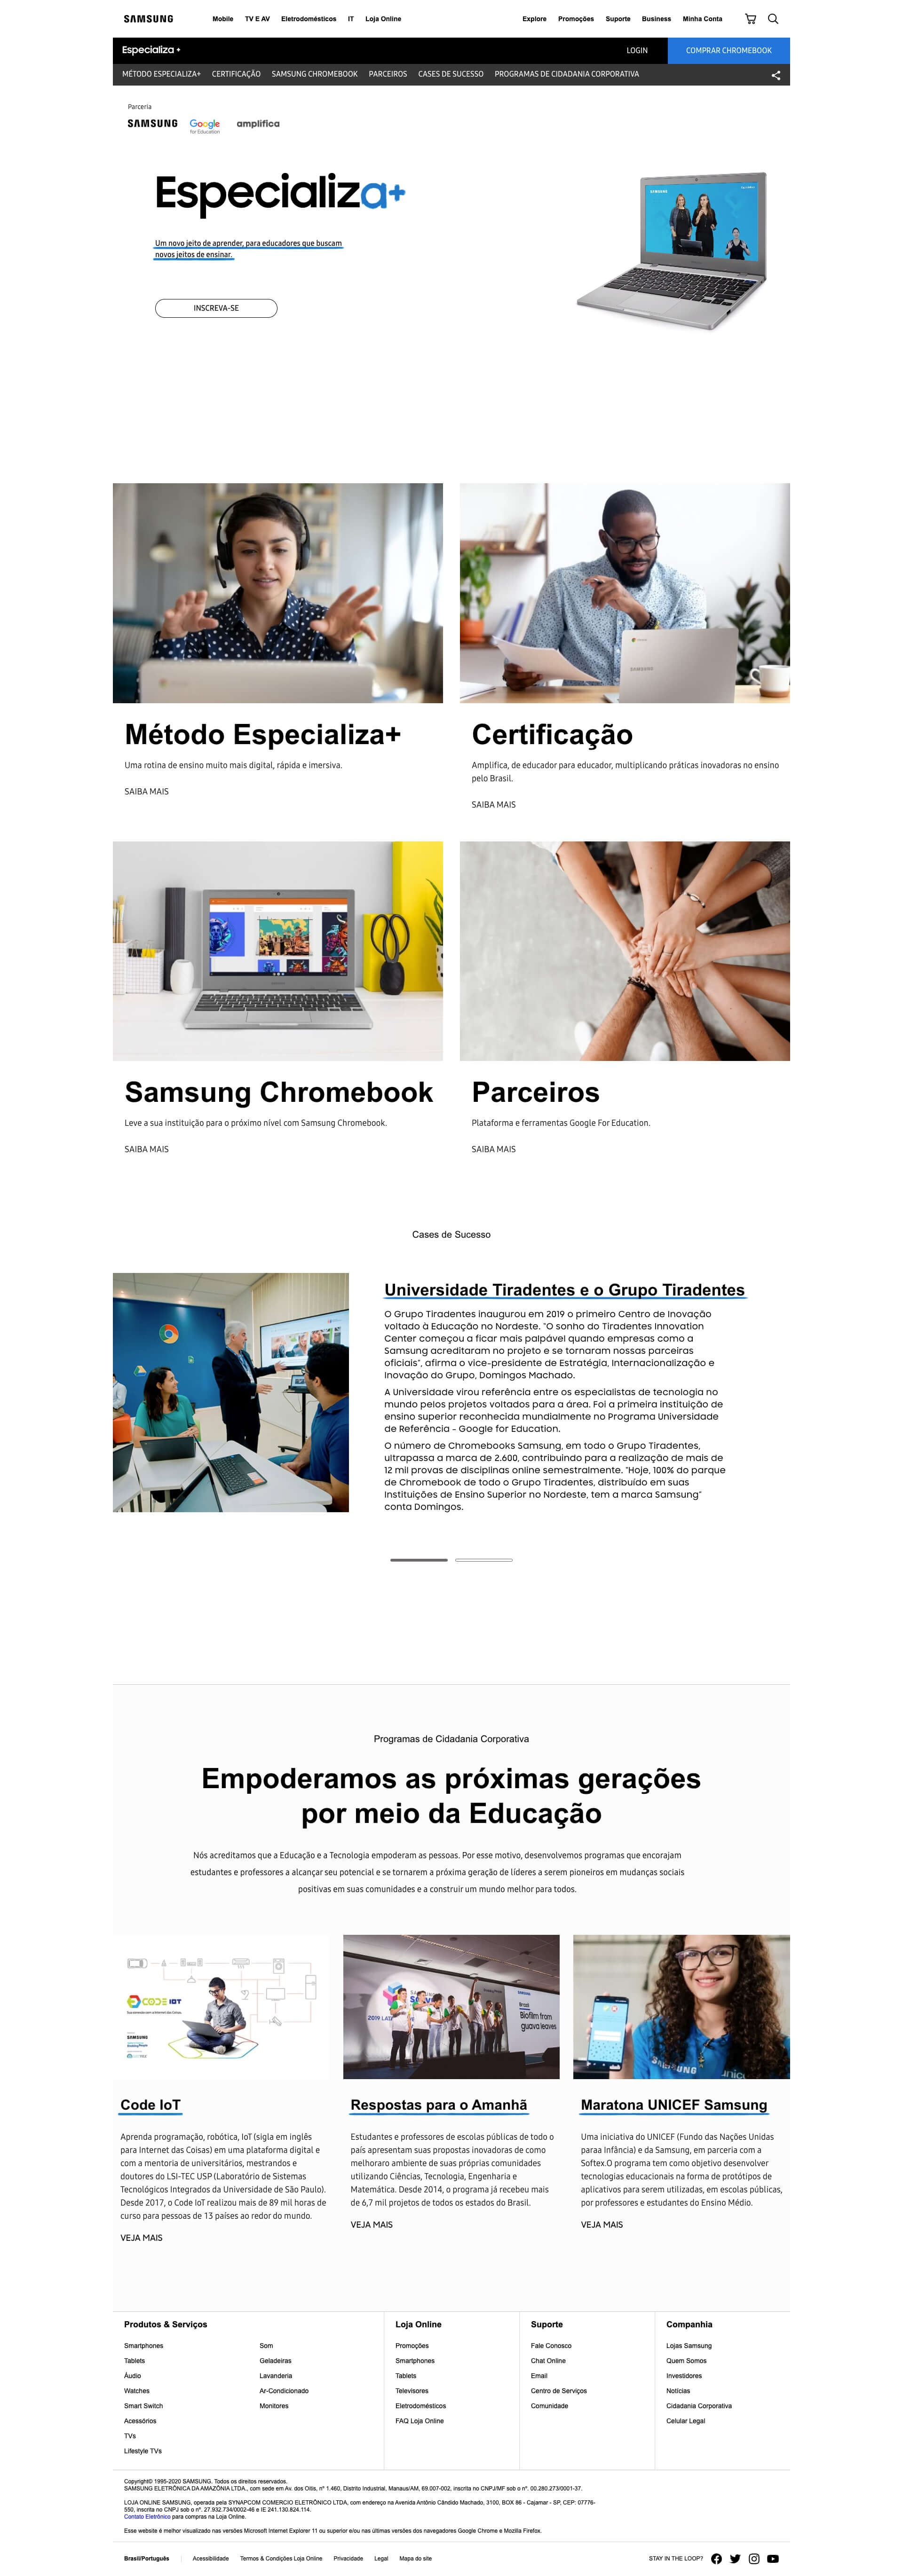 SAMSUNG Mobile TV E AV Eletrodomésticos IT Loja Online Explore Promoções Suporte Business Minha Conta
Especializa + LOGIN COMPRAR CHROMEBOOK
MÉTODO ESPECIALIZA+ CERTIFICAÇÃO SAMSUNG CHROMEBOOK PARCEIROS CASES DE SUCESSO PROGRAMAS DE CIDADANIA CORPORATIVA
Parceria
SAMSUNG Google for Education amplifica
Especializa+
Um novo jeito de aprender, para educadores que buscam
novos jeitos de ensinar.
INSCREVA-SE
SAMSUNG
Método Especializa+
Uma rotina de ensino muito mais digital, rápida e imersiva.
SAIBA MAIS
Certificação
Amplifica, de educador para educador, multiplicando práticas inovadoras no ensino
pelo Brasil.
SAIBA MAIS
Samsung Chromebook
Leve a sua instituição para o próximo nível com Samsung Chromebook.
SAIBA MAIS
Parceiros
Plataforma e ferramentas Google For Education.
SAIBA MAIS
Cases de Sucesso
Universidade Tiradentes e o Grupo Tiradentes
O Grupo Tiradentes inaugurou em 2019 o primeiro Centro de Inovação
voltado à Educação no Nordeste. "O sonho do Tiradentes Innovation
Center começou a ficar mais palpável quando empresas como a
Samsung acreditaram no projeto e se tornaram nossas parceiras
oficiais", afirma o vice-presidente de Estratégia, Internacionalização e
Inovação do Grupo, Domingos Machado.
A Universidade virou referência entre os especialistas de tecnologia no
mundo pelos projetos voltados para a área. Foi a primeira instituição de
ensino superior reconhecida mundialmente no Programa Universidade
de Referência - Google for Education.
O número de Chromebooks Samsung, em todo o Grupo Tiradentes,
ultrapassa a marca de 2.600, contribuindo para a realização de mais de
12 mil provas de disciplinas online semestralmente. "Hoje, 100% do parque
de Chromebook de todo o Grupo Tiradentes, distribuído em suas
Instituições de Ensino Superior no Nordeste, tem a marca Samsung"
conta Domingos.
Programas de Cidadania Corporativa
Empoderamos as próximas gerações
por meio da Educação
Nós acreditamos que a Educação e a Tecnologia empoderam as pessoas. Por esse motivo, desenvolvemos programas que encorajam
estudantes e professores a alcançar seu potencial e se tornarem a próxima geração de líderes a serem pioneiros em mudanças sociais
positivas em suas comunidades e a construir um mundo melhor para todos.
CODE IOT
SAMSUNG
Brasil
Biofilm from
guava leaves
SAMSUNG
unicef
Code IoT
Aprenda programação, robótica, IoT (sigla em inglês
para Internet das Coisas) em uma plataforma digital e
com a mentoria de universitários, mestrandos e
doutores do LSI-TEC USP (Laboratório de Sistemas
Tecnológicos Integrados da Universidade de São Paulo).
Desde 2017, o Code IoT realizou mais de 89 mil horas de
curso para pessoas de 13 países ao redor do mundo.
VEJA MAIS
Respostas para o Amanhã
Estudantes e professores de escolas públicas de todo o
país apresentam suas propostas inovadoras de como
melhoraro ambiente de suas próprias comunidades
utilizando Ciências, Tecnologia, Engenharia e
Matemática. Desde 2014, o programa já recebeu mais
de 6,7 mil projetos de todos os estados do Brasil.
VEJA MAIS
Maratona UNICEF Samsung
Uma iniciativa do UNICEF (Fundo das Nações Unidas
paraa Infância) e da Samsung, em parceria com a
Softex.O programa tem como objetivo desenvolver
tecnologias educacionais na forma de protótipos de
aplicativos para serem utilizadas, em escolas públicas,
por professores e estudantes do Ensino Médio.
VEJA MAIS
Produtos & Serviços
Smartphones
Tablets
Áudio
Watches
Smart Switch
Acessórios
TVs
Lifestyle TVs
Som
Geladeiras
Lavanderia
Ar-Condicionado
Monitores
Loja Online
Promoções
Smartphones
Tablets
Televisores
Eletrodomésticos
FAQ Loja Online
Suporte
Fale Conosco
Chat Online
Email
Centro de Serviços
Comunidade
Companhia
Lojas Samsung
Quem Somos
Investidores
Notícias
Cidadania Corporativa
Celular Legal
Copyright© 1995-2020 SAMSUNG. Todos os direitos reservados.
SAMSUNG ELETRÔNICA DA AMAZÔNIA LTDA., com sede em Av. dos Oitis, nº 1.460, Distrito Industrial, Manaus/AM, 69.007-002, inscrita no CNPJ/MF sob o nº. 00.280.273/0001-37.
LOJA ONLINE SAMSUNG, operada pela SYNAPCOM COMERCIO ELETRÔNICO LTDA, com endereço na Avenida Antônio Cândido Machado, 3100, BOX 86 - Cajamar - SP, CEP: 07776-
550, inscrita no CNPJ sob o nº. 27.932.734/0002-46 e IE 241.130.824.114.
Contato Eletrônico para compras na Loja Online.
Esse website é melhor visualizado nas versões Microsoft Internet Explorer 11 ou superior e/ou nas últimas versões dos navegadores Google Chrome e Mozilla Firefox.
Brasil/Português Acessibilidade Termos & Condições Loja Online Privacidade Legal Mapa do site STAY IN THE LOOP?